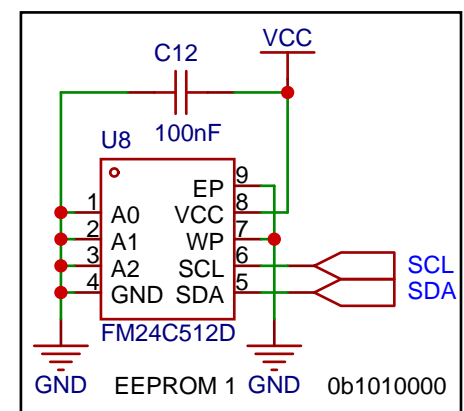 VCC
C12
100nF
U8
EP 9
1 A0 VCC 8
2 A1 WP 7
3 A2 SCL 6 SCL
4 GND SDA 5 SDA
FM24C512D
GND EEPROM 1 GND 0b1010000